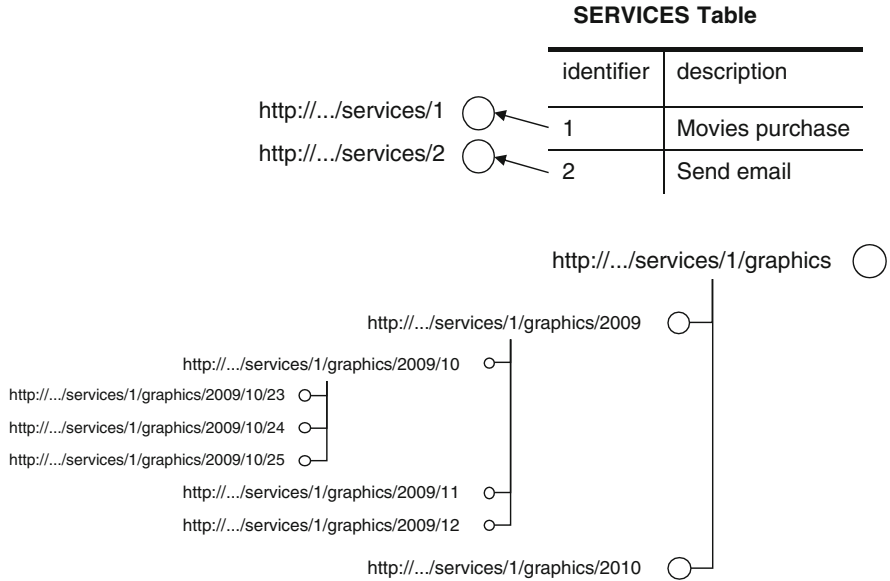 SERVICES Table
identifier description
http://.../services/1
1 Movies purchase
http://.../services/2
2 Send email
http://.../services/1/graphics
http://.../services/1/graphics/2009
http://.../services/1/graphics/2009/10
http://.../services/1/graphics/2009/10/23
http://.../services/1/graphics/2009/10/24
http://.../services/1/graphics/2009/10/25
http://.../services/1/graphics/2009/11
http://.../services/1/graphics/2009/12
http://.../services/1/graphics/2010